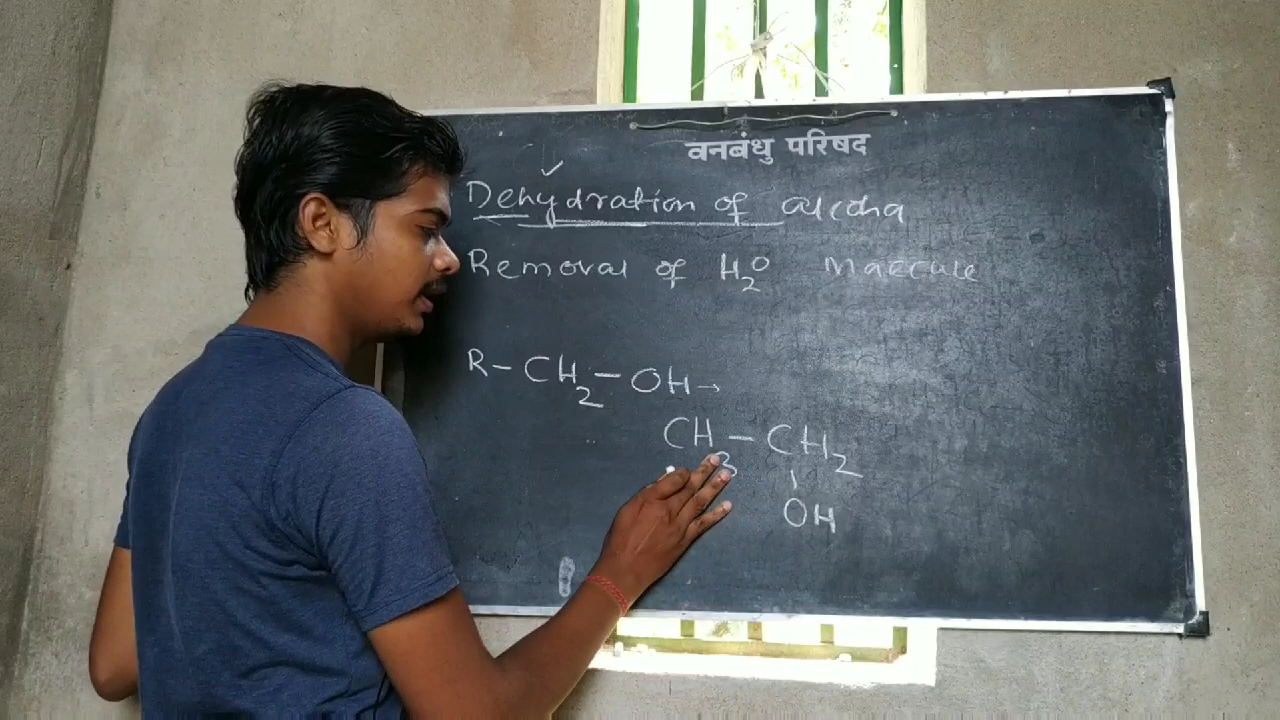 वनबंधु परिषद
Dehydration of alcoha
Removal of H2O maccule
R-CH2-OH→
CH3-CH2
OH